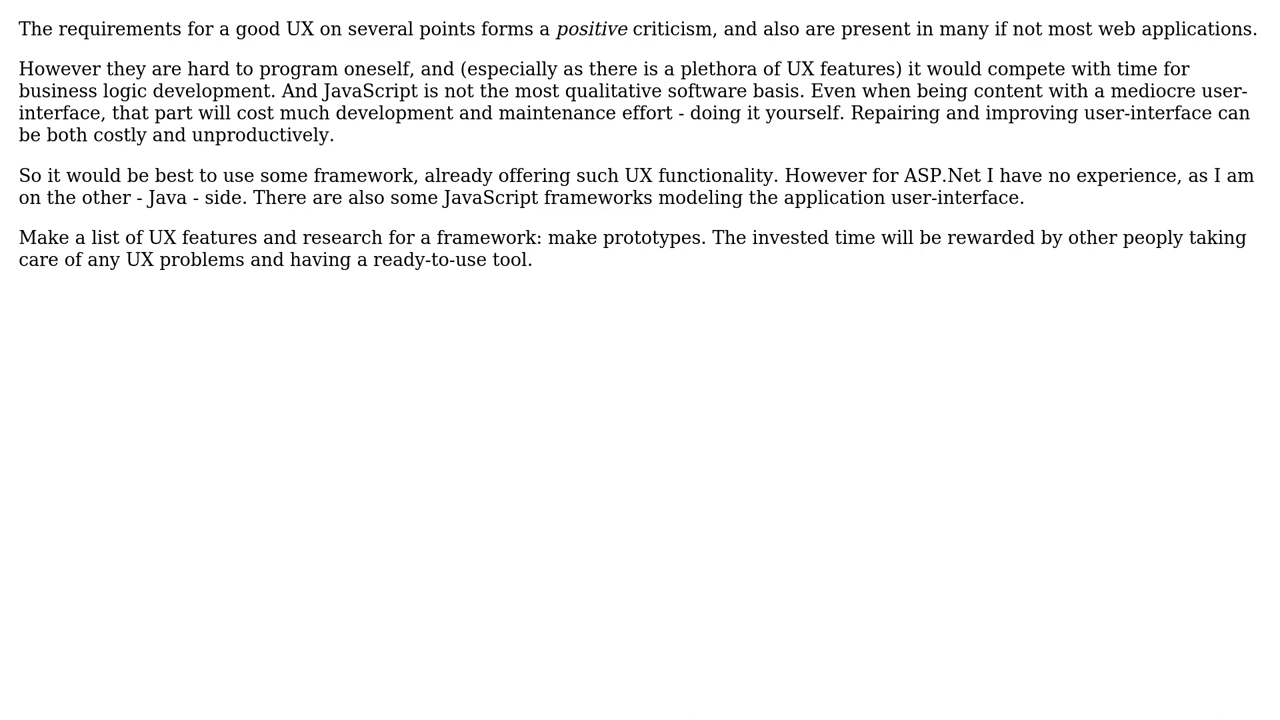 The requirements for a good UX on several points forms a positive criticism, and also are present in many if not most web applications.
However they are hard to program oneself, and (especially as there is a plethora of UX features) it would compete with time for
business logic development. And JavaScript is not the most qualitative software basis. Even when being content with a mediocre user-
interface, that part will cost much development and maintenance effort - doing it yourself. Repairing and improving user-interface can
be both costly and unproductively.
So it would be best to use some framework, already offering such UX functionality. However for ASP.Net I have no experience, as I am
on the other - Java - side. There are also some JavaScript frameworks modeling the application user-interface.
Make a list of UX features and research for a framework: make prototypes. The invested time will be rewarded by other peoply taking
care of any UX problems and having a ready-to-use tool.